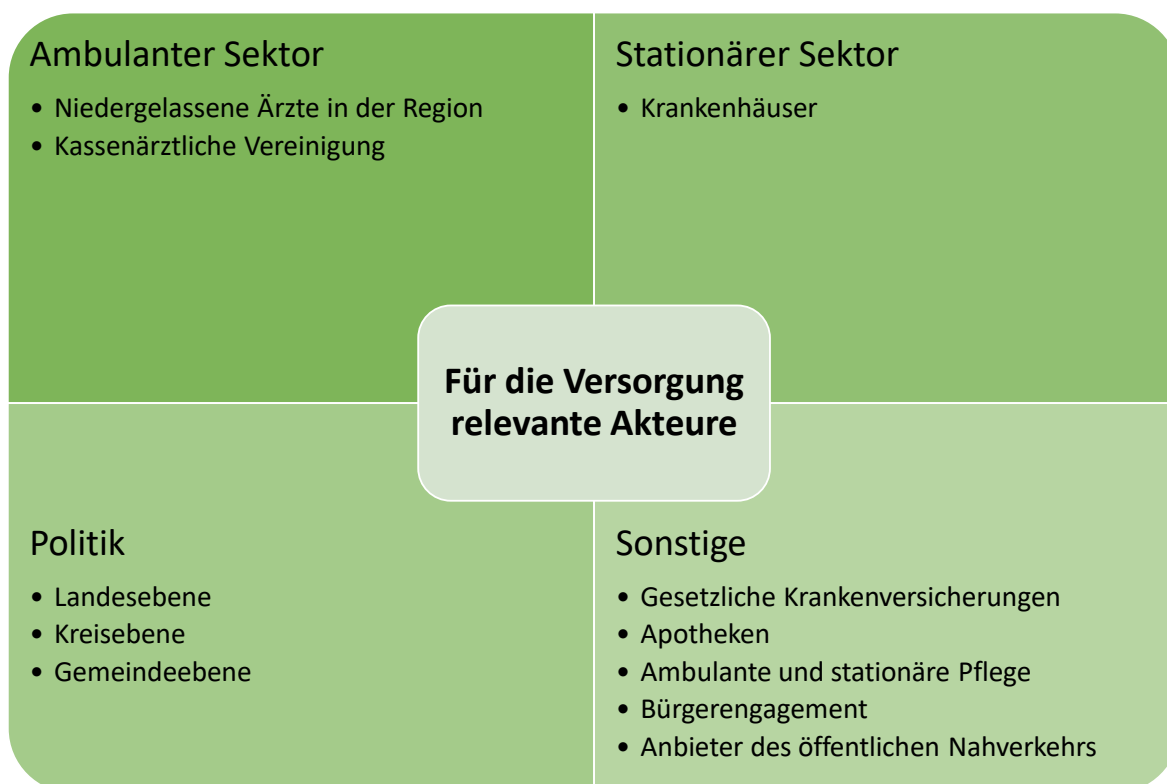 Ambulanter Sektor
• Niedergelassene Ärzte in der Region
• Kassenärztliche Vereinigung
Stationärer Sektor
• Krankenhäuser
Für die Versorgung
relevante Akteure
Politik
• Landesebene
• Kreisebene
• Gemeindeebene
Sonstige
• Gesetzliche Krankenversicherungen
• Apotheken
• Ambulante und stationäre Pflege
• Bürgerengagement
• Anbieter des öffentlichen Nahverkehrs